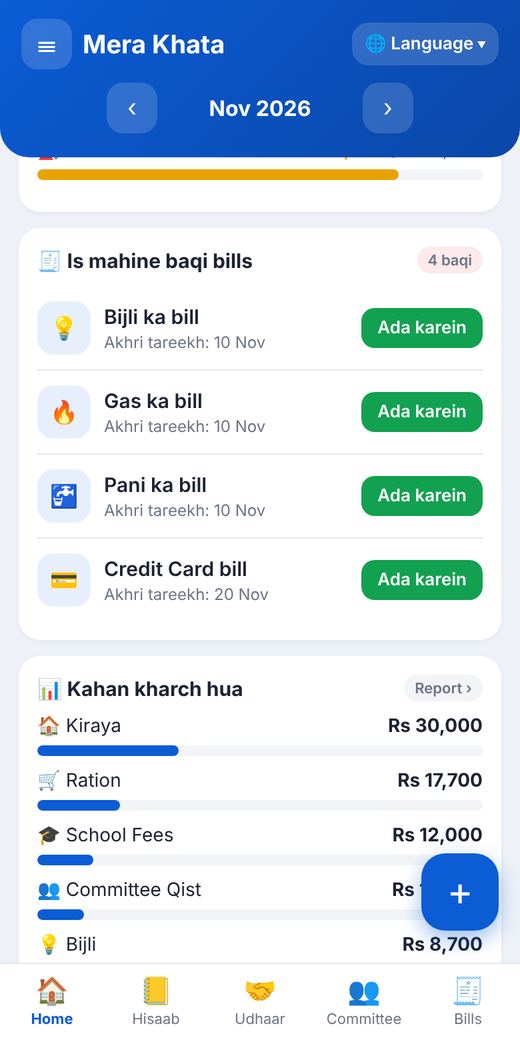 Mera Khata
Language
Nov 2026
Is mahine baqi bills
4 baqi
Bijli ka bill
Akhri tareekh: 10 Nov
Ada karein
Gas ka bill
Akhri tareekh: 10 Nov
Ada karein
Pani ka bill
Akhri tareekh: 10 Nov
Ada karein
Credit Card bill
Akhri tareekh: 20 Nov
Ada karein
Kahan kharch hua
Report ›
Kiraya
Rs 30,000
Ration
Rs 17,700
School Fees
Rs 12,000
Committee Qist
Rs
Bijli
Rs 8,700
Home
Hisaab
Udhaar
Committee
Bills